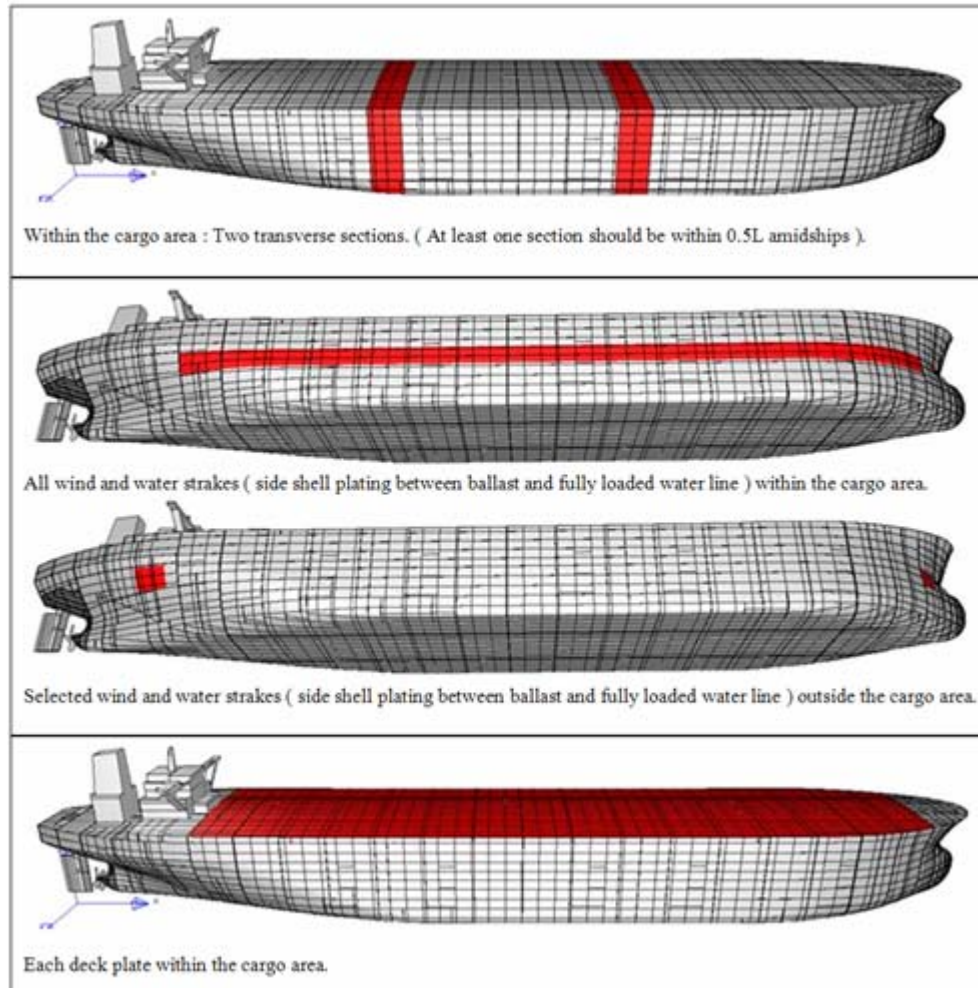 Within the cargo area : Two transverse sections. ( At least one section should be within 0.5L amidships ).
All wind and water strakes ( side shell plating between ballast and fully loaded water line ) within the cargo area.
Selected wind and water strakes ( side shell plating between ballast and fully loaded water line ) outside the cargo area.
Each deck plate within the cargo area.